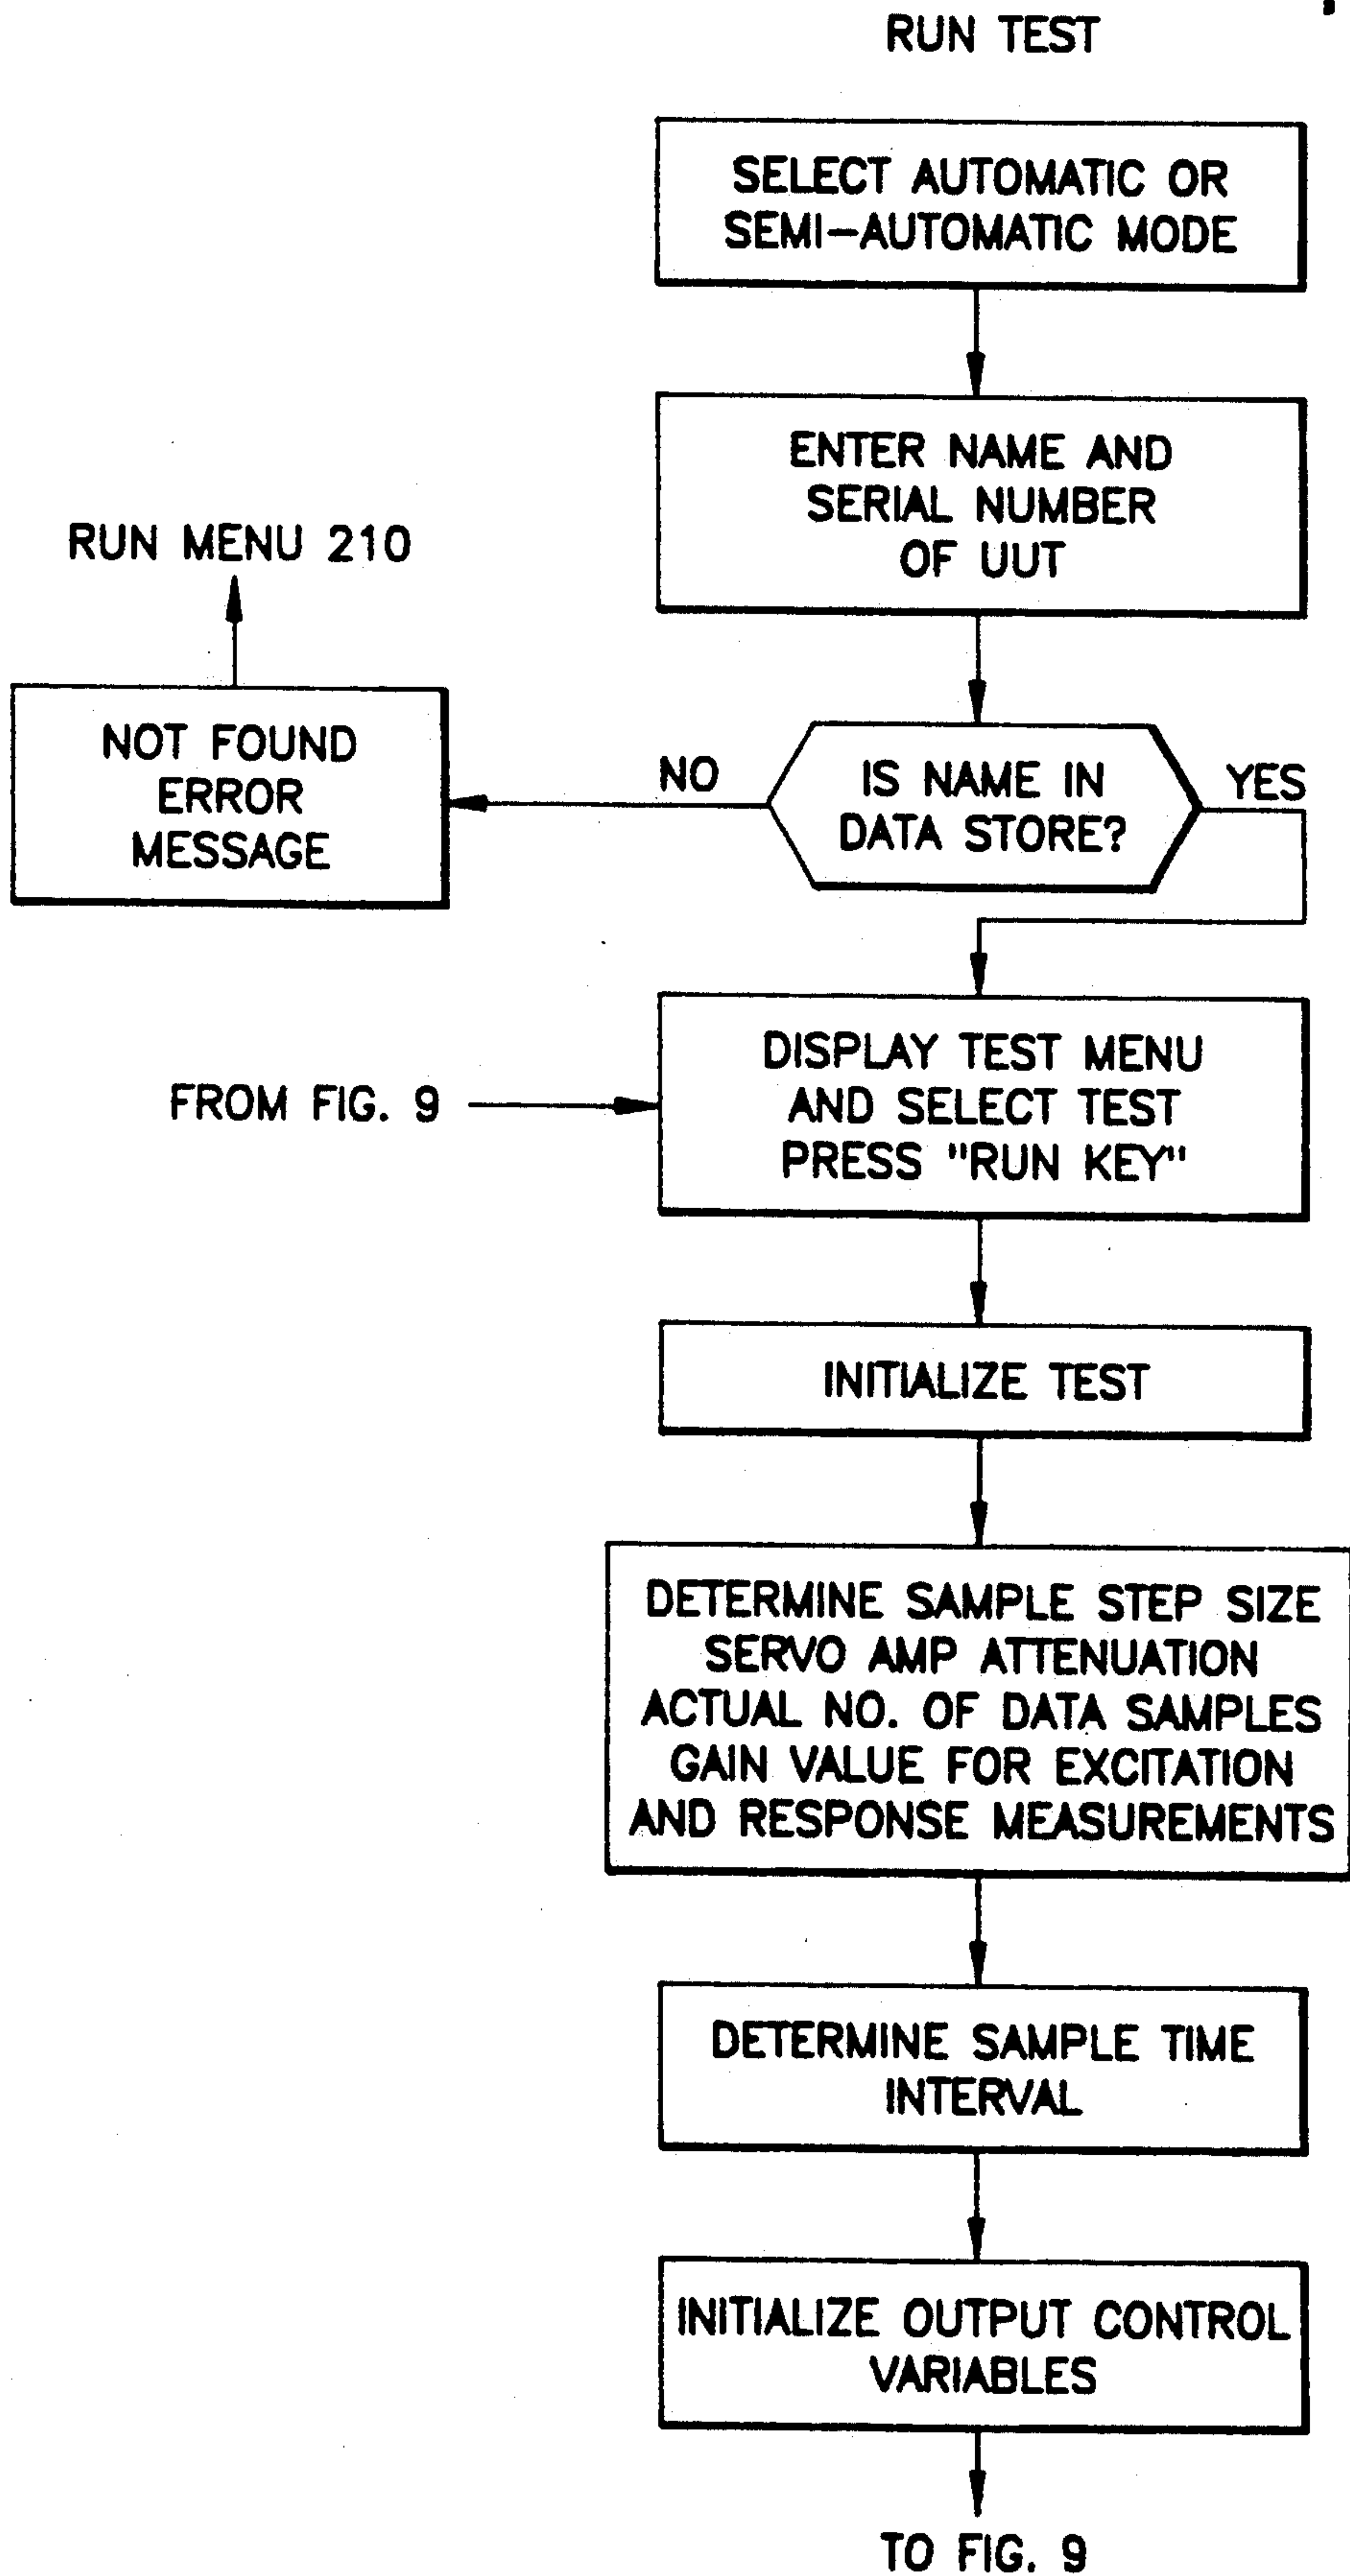 RUN TEST
SELECT AUTOMATIC OR
SEMI-AUTOMATIC MODE
ENTER NAME AND
SERIAL NUMBER
OF UUT
RUN MENU 210
NOT FOUND
ERROR
MESSAGE
NO
IS NAME IN
DATA STORE?
YES
DISPLAY TEST MENU
AND SELECT TEST
PRESS "RUN KEY"
FROM FIG. 9
INITIALIZE TEST
DETERMINE SAMPLE STEP SIZE
SERVO AMP ATTENUATION
ACTUAL NO. OF DATA SAMPLES
GAIN VALUE FOR EXCITATION
AND RESPONSE MEASUREMENTS
DETERMINE SAMPLE TIME
INTERVAL
INITIALIZE OUTPUT CONTROL
VARIABLES
TO FIG. 9